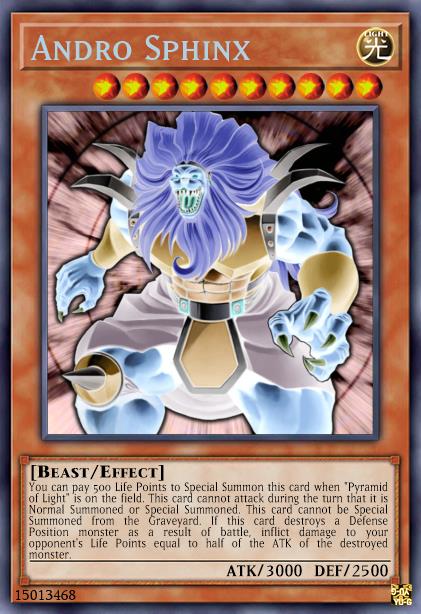 Andro Sphinx
LIGHT
光
[Beast/Effect]
You can pay 500 Life Points to Special Summon this card when "Pyramid
of Light" is on the field. This card cannot attack during the turn that it is
Normal Summoned or Special Summoned. This card cannot be Special
Summoned from the Graveyard. If this card destroys a Defense
Position monster as a result of battle, inflict damage to your
opponent's Life Points equal to half of the ATK of the destroyed
monster.
ATK/3000 DEF/2500
15013468